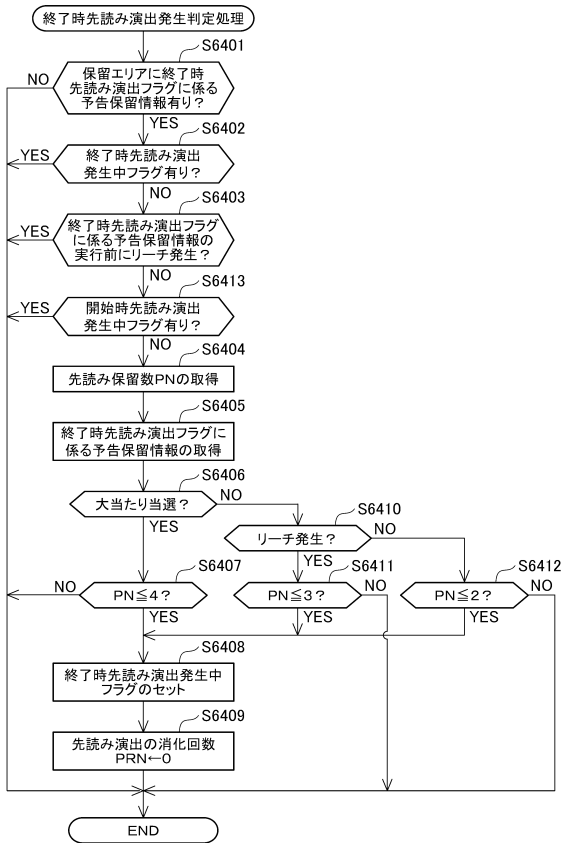 終了時先読み演出発生判定処理
S6401
保留エリアに終了時
先読み演出フラグに係る
予告保留情報有り？
NO
YES
S6402
終了時先読み演出
発生中フラグ有り？
YES
NO
S6403
終了時先読み演出フラグ
に係る予告保留情報の
実行前にリーチ発生？
YES
NO
S6413
開始時先読み演出
発生中フラグ有り？
YES
NO
S6404
先読み保留数PNの取得
S6405
終了時先読み演出フラグに
係る予告保留情報の取得
S6406
大当たり当選？
NO
YES
S6410
リーチ発生？
NO
YES
S6407
PN≦4？
NO
YES
S6411
PN≦3？
NO
YES
S6412
PN≦2？
NO
YES
S6408
終了時先読み演出発生中
フラグのセット
S6409
先読み演出の消化回数
PRN←0
END